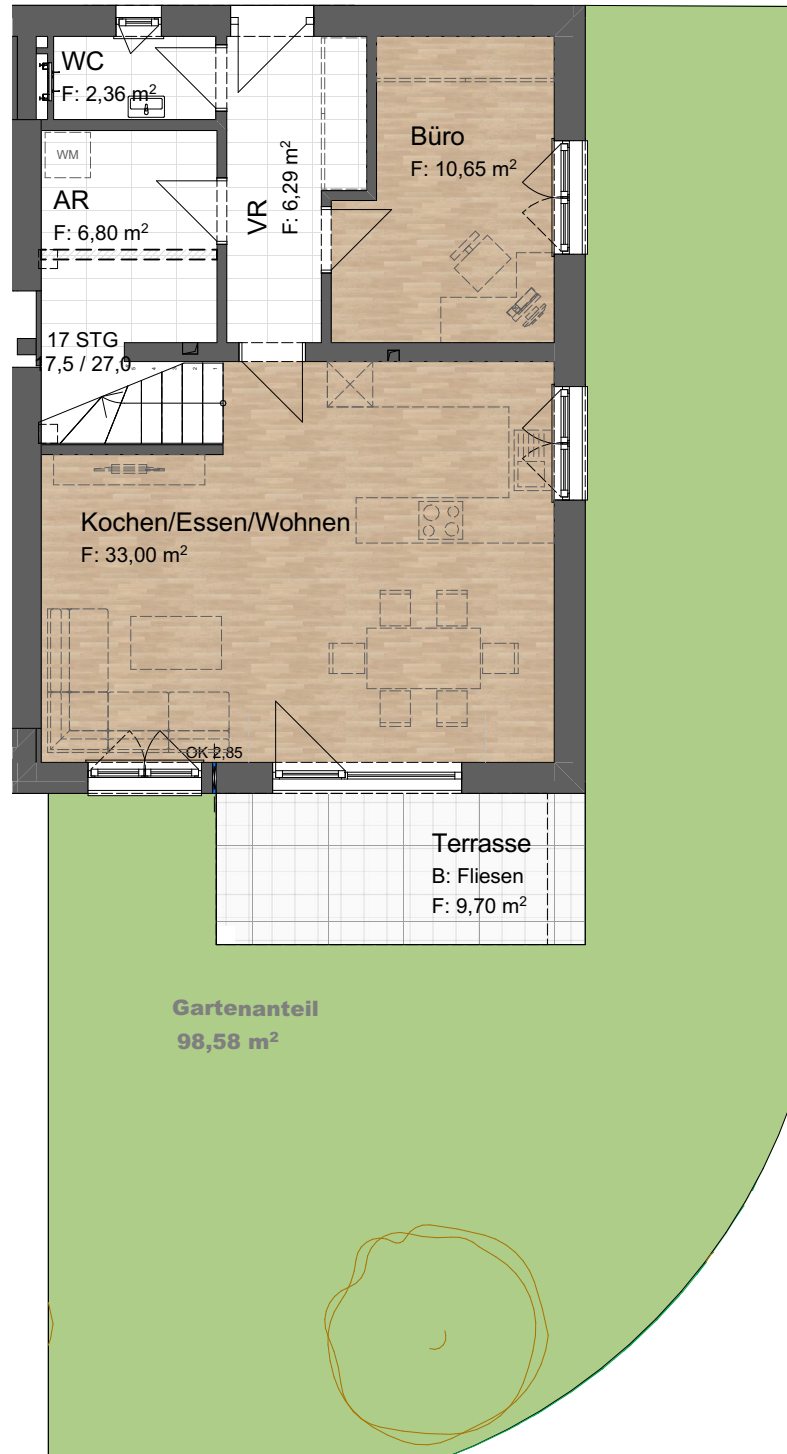 WC
F: 2,36 m²
Büro
F: 10,65 m²
WM
AR
F: 6,80 m²
VR
F: 6,29 m²
17 STG
17,5 / 27,0
Kochen/Essen/Wohnen
F: 33,00 m²
OK 2,85
Terrasse
B: Fliesen
F: 9,70 m²
Gartenanteil
98,58 m²